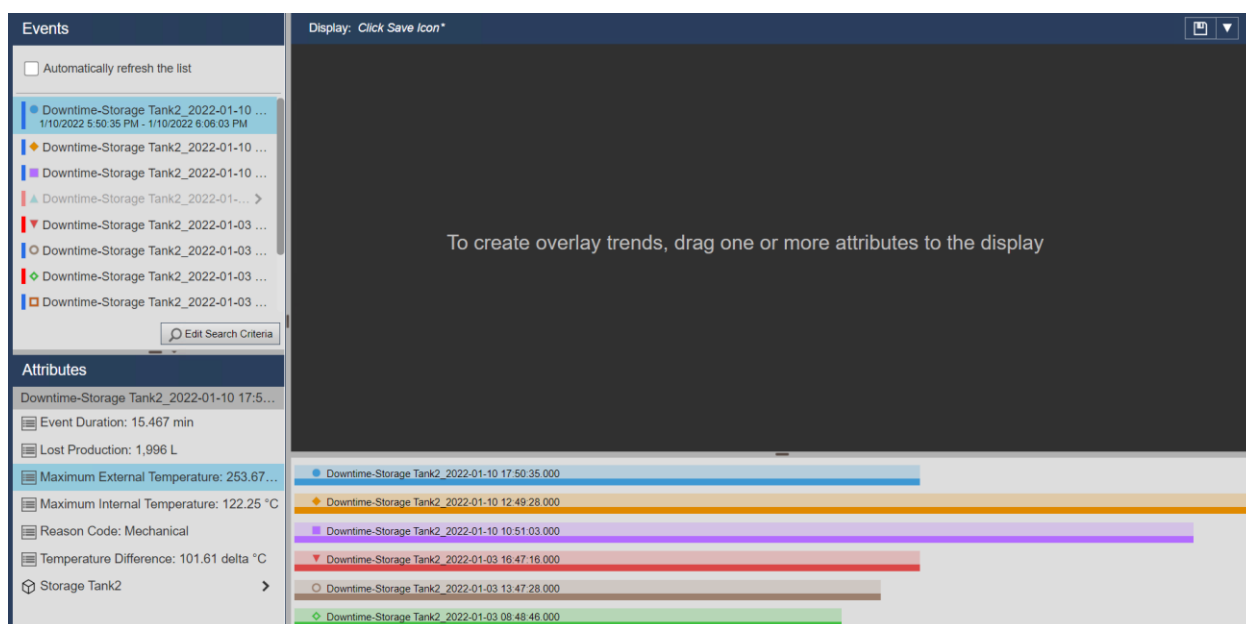 Events
Automatically refresh the list
Downtime-Storage Tank2_2022-01-10 ...
1/10/2022 5:50:35 PM - 1/10/2022 6:06:03 PM
Downtime-Storage Tank2_2022-01-10 ...
Downtime-Storage Tank2_2022-01-10 ...
Downtime-Storage Tank2_2022-01-...
Downtime-Storage Tank2_2022-01-03 ...
Downtime-Storage Tank2_2022-01-03 ...
Downtime-Storage Tank2_2022-01-03 ...
Downtime-Storage Tank2_2022-01-03 ...
Edit Search Criteria
Attributes
Downtime-Storage Tank2_2022-01-10 17:5...
Event Duration: 15.467 min
Lost Production: 1,996 L
Maximum External Temperature: 253.67...
Maximum Internal Temperature: 122.25 °C
Reason Code: Mechanical
Temperature Difference: 101.61 delta °C
Storage Tank2
Display: Click Save Icon*
To create overlay trends, drag one or more attributes to the display
Downtime-Storage Tank2_2022-01-10 17:50:35.000
Downtime-Storage Tank2_2022-01-10 12:49:28.000
Downtime-Storage Tank2_2022-01-10 10:51:03.000
Downtime-Storage Tank2_2022-01-03 16:47:16.000
Downtime-Storage Tank2_2022-01-03 13:47:28.000
Downtime-Storage Tank2_2022-01-03 08:48:46.000